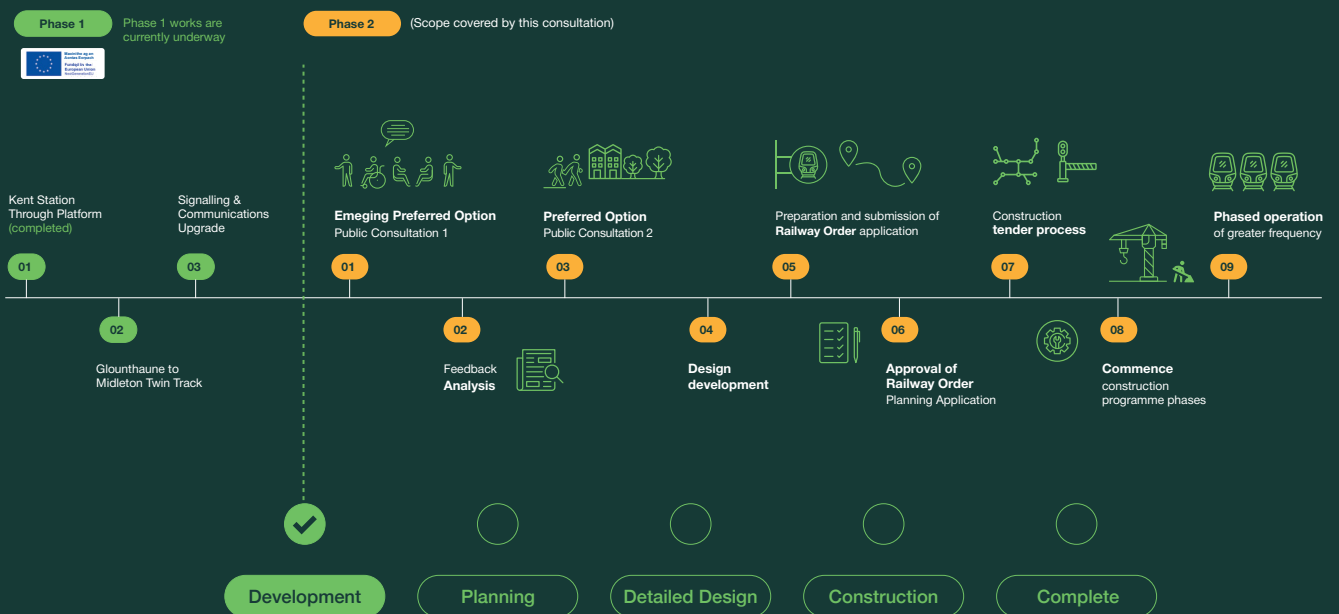 Phase 1
Phase 1 works are
currently underway
Phase 2
(Scope covered by this consultation)
Kent Station
Through Platform
(completed)
01
Signalling &
Communications
Upgrade
03
Emeging Preferred Option
Public Consultation 1
01
Preferred Option
Public Consultation 2
03
Preparation and submission of
Railway Order application
05
Construction
tender process
07
Phased operation
of greater frequency
09
02
Glounthaune to
Midleton Twin Track
02
Feedback
Analysis
04
Design
development
06
Approval of
Railway Order
Planning Application
08
Commence
construction
programme phases
Development
Planning
Detailed Design
Construction
Complete